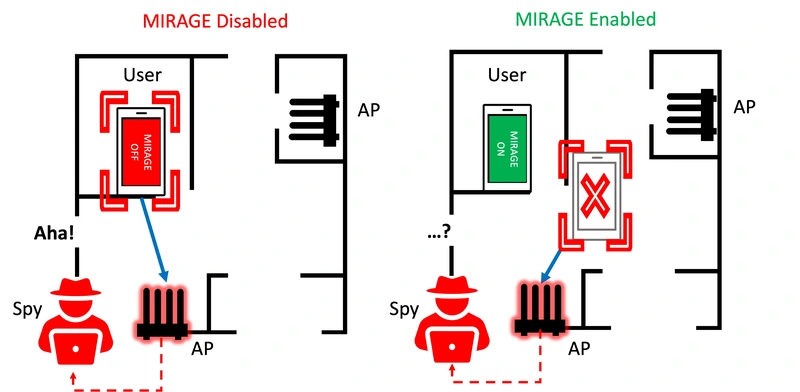 MIRAGE Disabled
User
MIRAGE
OFF
AP
Aha!
Spy
AP
MIRAGE Enabled
User
MIRAGE
ON
AP
...?
Spy
AP